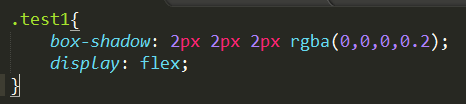 .test1{
    box-shadow: 2px 2px 2px rgba(0,0,0,0.2);
    display: flex;
}